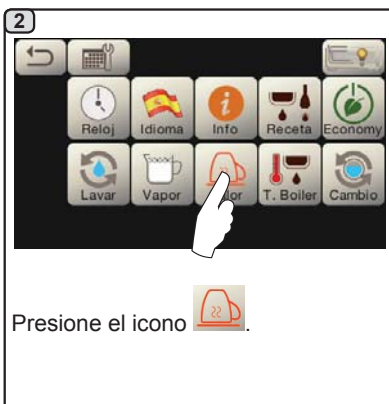 2
Reloj Idioma Info Receta Economy
Lavar Vapor T. Boiler Cambio
Presione el icono .